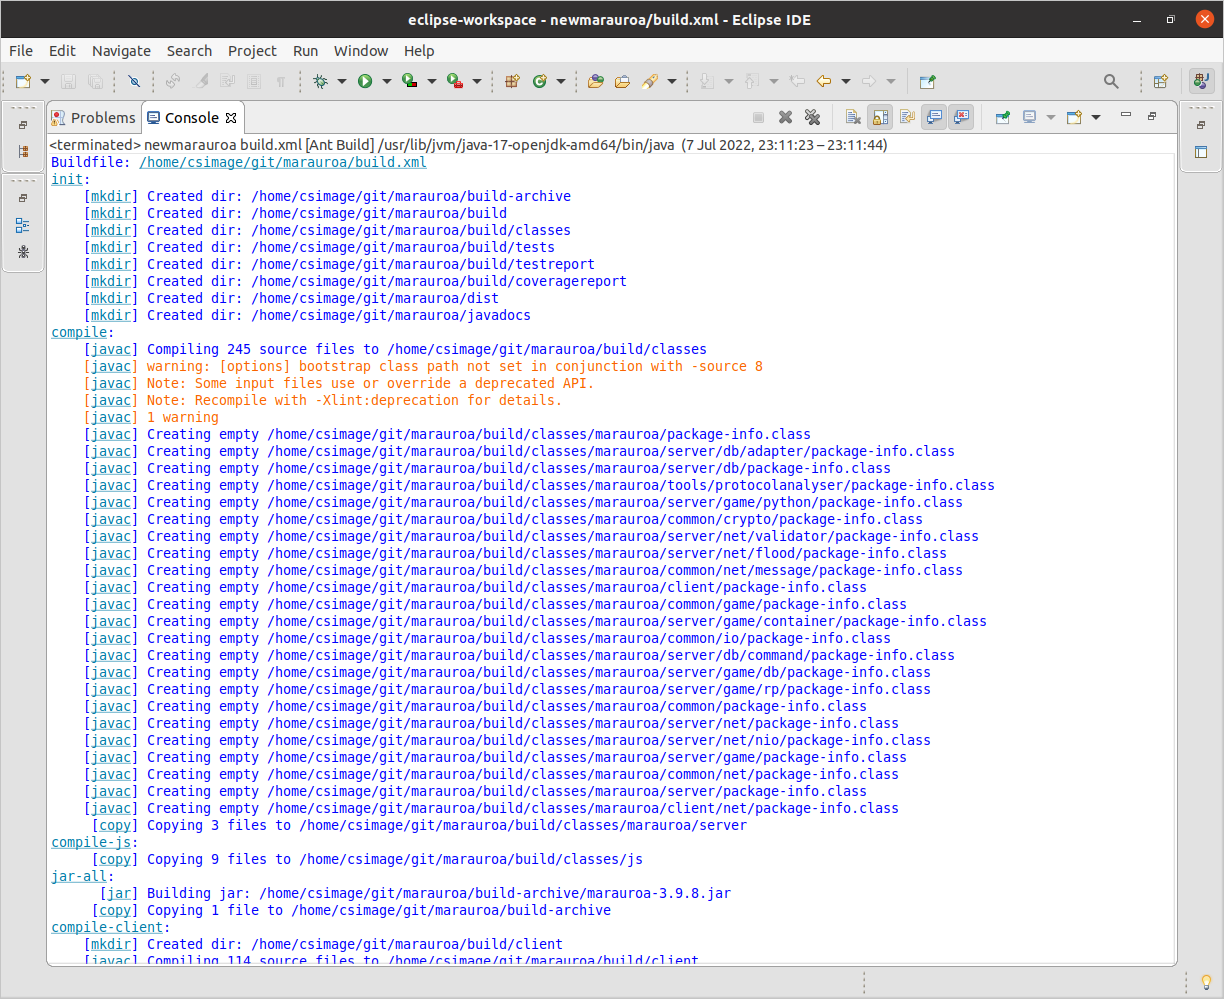 eclipse-workspace - newmarauroa/build.xml - Eclipse IDE
File Edit Navigate Search Project Run Window Help
Problems Console
<terminated> newmarauroa build.xml [Ant Build] /usr/lib/jvm/java-17-openjdk-amd64/bin/java (7 Jul 2022, 23:11:23 – 23:11:44)
Buildfile: /home/csimage/git/marauroa/build.xml
init:
[mkdir] Created dir: /home/csimage/git/marauroa/build-archive
[mkdir] Created dir: /home/csimage/git/marauroa/build
[mkdir] Created dir: /home/csimage/git/marauroa/build/classes
[mkdir] Created dir: /home/csimage/git/marauroa/build/tests
[mkdir] Created dir: /home/csimage/git/marauroa/build/testreport
[mkdir] Created dir: /home/csimage/git/marauroa/build/coveragereport
[mkdir] Created dir: /home/csimage/git/marauroa/dist
[mkdir] Created dir: /home/csimage/git/marauroa/javadocs
compile:
[javac] Compiling 245 source files to /home/csimage/git/marauroa/build/classes
[javac] warning: [options] bootstrap class path not set in conjunction with -source 8
[javac] Note: Some input files use or override a deprecated API.
[javac] Note: Recompile with -Xlint:deprecation for details.
[javac] 1 warning
[javac] Creating empty /home/csimage/git/marauroa/build/classes/marauroa/package-info.class
[javac] Creating empty /home/csimage/git/marauroa/build/classes/marauroa/server/db/adapter/package-info.class
[javac] Creating empty /home/csimage/git/marauroa/build/classes/marauroa/server/db/package-info.class
[javac] Creating empty /home/csimage/git/marauroa/build/classes/marauroa/tools/protocolanalyser/package-info.class
[javac] Creating empty /home/csimage/git/marauroa/build/classes/marauroa/server/game/python/package-info.class
[javac] Creating empty /home/csimage/git/marauroa/build/classes/marauroa/common/crypto/package-info.class
[javac] Creating empty /home/csimage/git/marauroa/build/classes/marauroa/server/net/validator/package-info.class
[javac] Creating empty /home/csimage/git/marauroa/build/classes/marauroa/server/net/flood/package-info.class
[javac] Creating empty /home/csimage/git/marauroa/build/classes/marauroa/common/net/message/package-info.class
[javac] Creating empty /home/csimage/git/marauroa/build/classes/marauroa/client/package-info.class
[javac] Creating empty /home/csimage/git/marauroa/build/classes/marauroa/common/game/package-info.class
[javac] Creating empty /home/csimage/git/marauroa/build/classes/marauroa/server/game/container/package-info.class
[javac] Creating empty /home/csimage/git/marauroa/build/classes/marauroa/common/io/package-info.class
[javac] Creating empty /home/csimage/git/marauroa/build/classes/marauroa/server/db/command/package-info.class
[javac] Creating empty /home/csimage/git/marauroa/build/classes/marauroa/server/game/db/package-info.class
[javac] Creating empty /home/csimage/git/marauroa/build/classes/marauroa/server/game/rp/package-info.class
[javac] Creating empty /home/csimage/git/marauroa/build/classes/marauroa/common/package-info.class
[javac] Creating empty /home/csimage/git/marauroa/build/classes/marauroa/server/net/package-info.class
[javac] Creating empty /home/csimage/git/marauroa/build/classes/marauroa/server/net/nio/package-info.class
[javac] Creating empty /home/csimage/git/marauroa/build/classes/marauroa/server/game/package-info.class
[javac] Creating empty /home/csimage/git/marauroa/build/classes/marauroa/common/net/package-info.class
[javac] Creating empty /home/csimage/git/marauroa/build/classes/marauroa/server/package-info.class
[javac] Creating empty /home/csimage/git/marauroa/build/classes/marauroa/client/net/package-info.class
[copy] Copying 3 files to /home/csimage/git/marauroa/build/classes/marauroa/server
compile-js:
[copy] Copying 9 files to /home/csimage/git/marauroa/build/classes/js
jar-all:
[jar] Building jar: /home/csimage/git/marauroa/build-archive/marauroa-3.9.8.jar
[copy] Copying 1 file to /home/csimage/git/marauroa/build-archive
compile-client:
[mkdir] Created dir: /home/csimage/git/marauroa/build/client
[javac] Compiling 114 source files to /home/csimage/git/marauroa/build/client